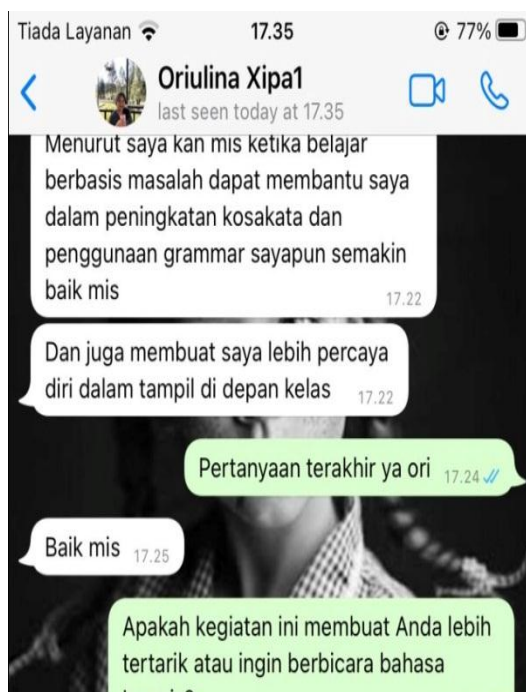 Tiada Layanan 17.35 77%
Oriulina Xipa1
last seen today at 17.35
Menurut saya kan mis ketika belajar
berbasis masalah dapat membantu saya
dalam peningkatan kosakata dan
penggunaan grammar sayapun semakin
baik mis
17.22
Dan juga membuat saya lebih percaya
diri dalam tampil di depan kelas 17.22
Pertanyaan terakhir ya ori 17.24
Baik mis 17.25
Apakah kegiatan ini membuat Anda lebih
tertarik atau ingin berbicara bahasa